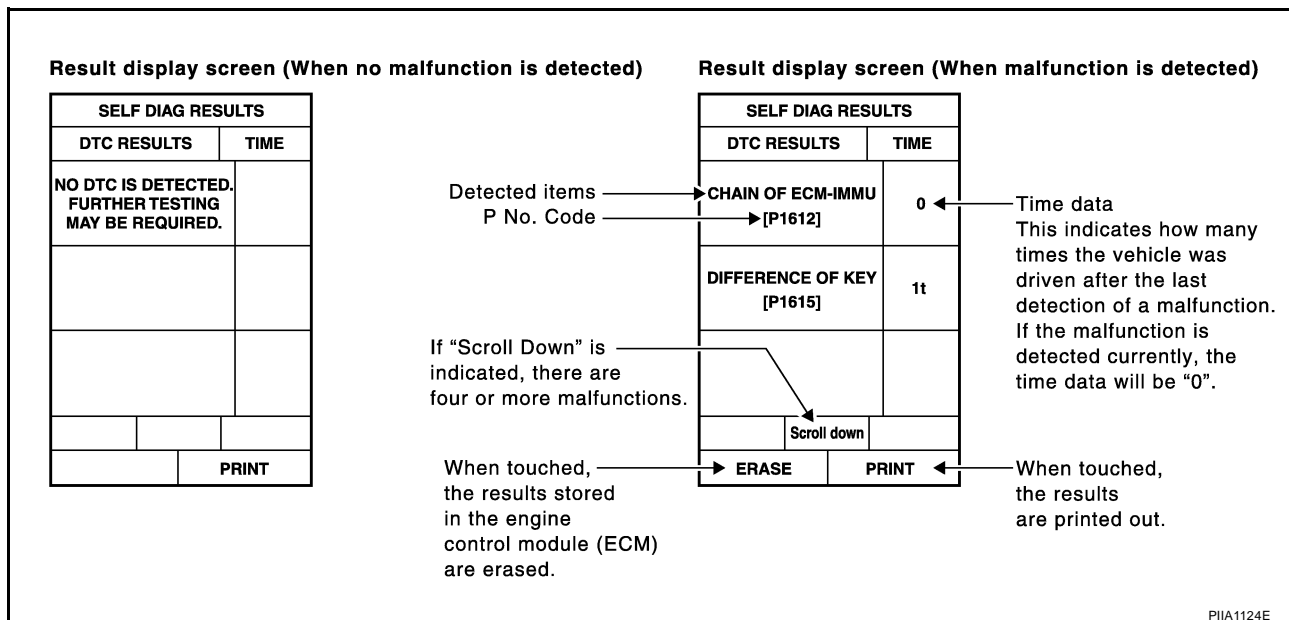 Result display screen (When no malfunction is detected)
SELF DIAG RESULTS
DTC RESULTS TIME
NO DTC IS DETECTED.
FURTHER TESTING
MAY BE REQUIRED.
PRINT
Result display screen (When malfunction is detected)
SELF DIAG RESULTS
DTC RESULTS TIME
Detected items
P No. Code
CHAIN OF ECM-IMMU
[P1612]
0
Time data
This indicates how many
times the vehicle was
driven after the last
detection of a malfunction.
If the malfunction is
detected currently, the
time data will be “0”.
DIFFERENCE OF KEY
[P1615]
1t
If “Scroll Down” is
indicated, there are
four or more malfunctions.
Scroll down
When touched,
the results stored
in the engine
control module (ECM)
are erased.
ERASE PRINT
When touched,
the results
are printed out.
PIIA1124E